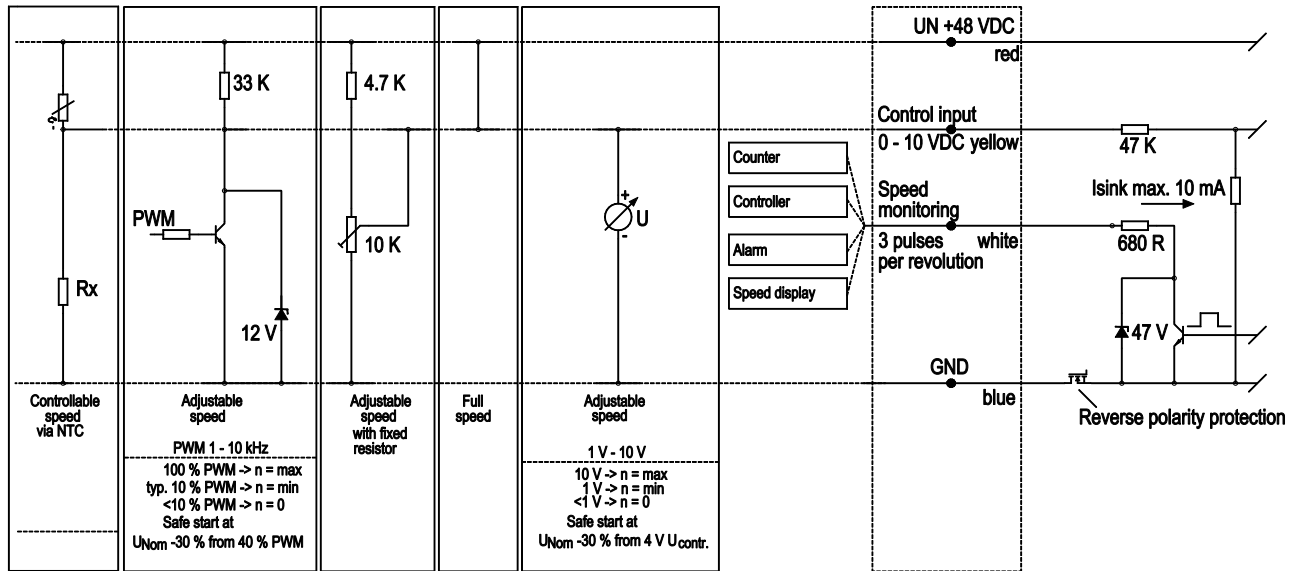 UN +48 VDC
red
33 K
4.7 K
Control input
0 - 10 VDC yellow
47 K
Counter
Controller
Alarm
Speed display
Speed
monitoring
3 pulses white
per revolution
Isink max. 10 mA
680 R
PWM
+
U
-
10 K
-ϑ
Rx
12 V
47 V
GND
blue
Reverse polarity protection
Controllable
speed
via NTC
Adjustable
speed
PWM 1 - 10 kHz
100 % PWM -> n = max
typ. 10 % PWM -> n = min
<10 % PWM -> n = 0
Safe start at
UNom -30 % from 40 % PWM
Adjustable
speed
with fixed
resistor
Full
speed
Adjustable
speed
1 V - 10 V
10 V -> n = max
1 V -> n = min
<1 V -> n = 0
Safe start at
UNom -30 % from 4 V Ucontr.